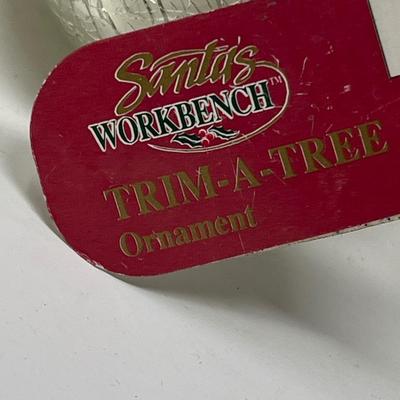 Santa's
WORKBENCH™
TRIM-A-TREE
Ornament